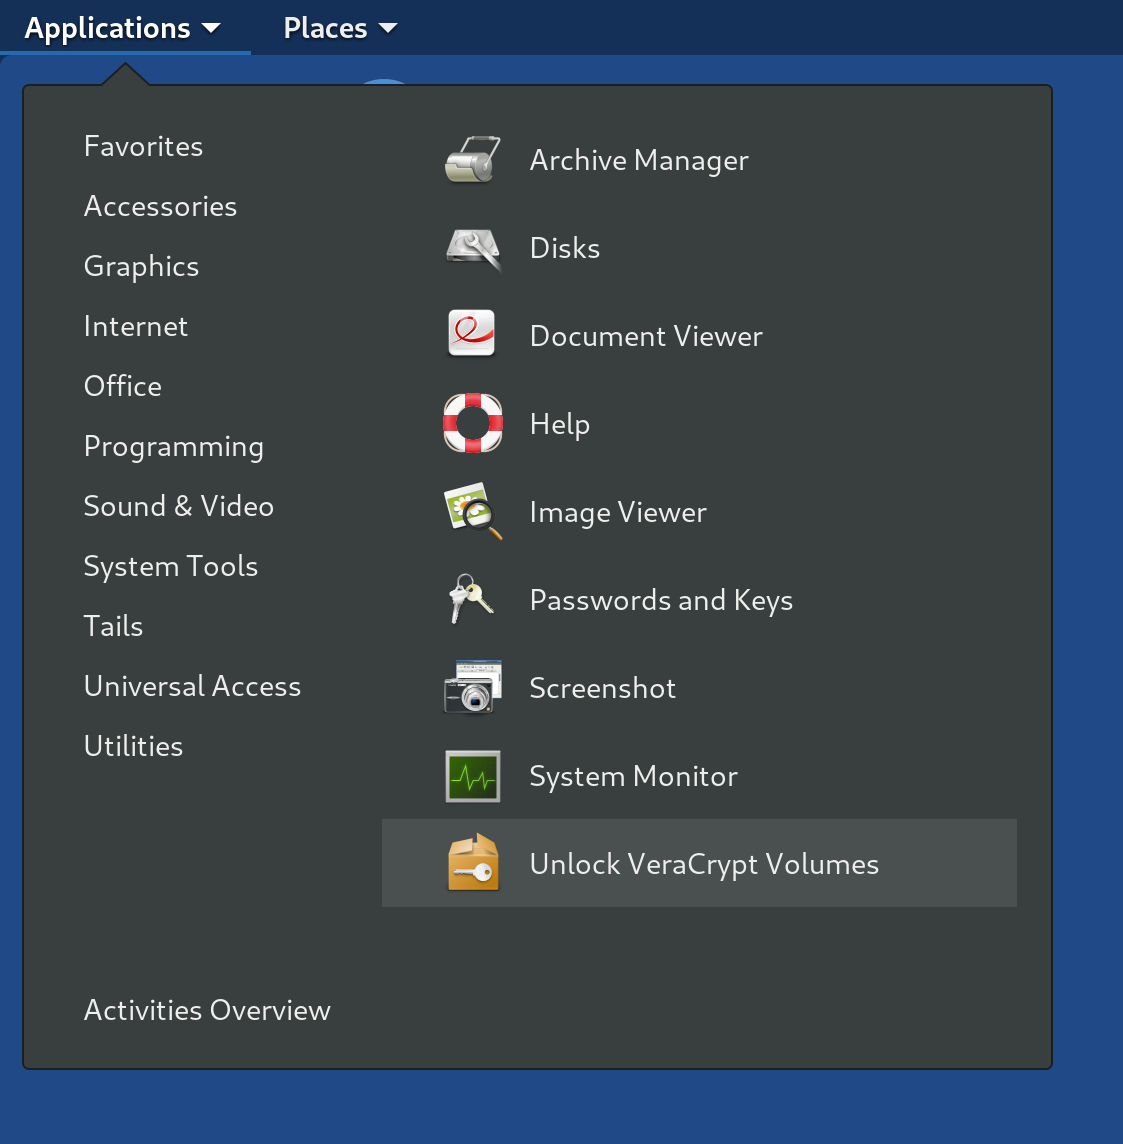 Applications Places
Favorites
Accessories
Graphics
Internet
Office
Programming
Sound & Video
System Tools
Tails
Universal Access
Utilities
Archive Manager
Disks
Document Viewer
Help
Image Viewer
Passwords and Keys
Screenshot
System Monitor
Unlock VeraCrypt Volumes
Activities Overview